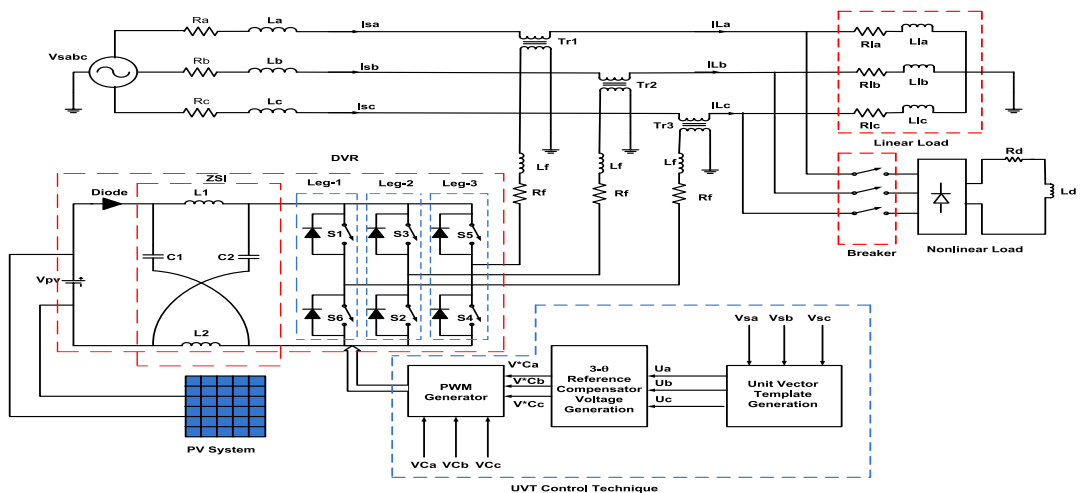 Ra
La
Isa
ILa
Tr1
Vsabc
Rb
Lb
Isb
ILb
Tr2
Rc
Lc
Isc
ILc
Tr3
Rla
Lla
Rlb
Llb
Rlc
Llc
Linear Load
DVR
ZSI
Diode
L1
Leg-1
Leg-2
Leg-3
Lf
Lf
Lf
Rf
Rf
Rf
Rd
Ld
Breaker
Nonlinear Load
S1
S3
S5
C1
C2
Vpv
S6
S2
S4
L2
PV System
Vsa
Vsb
Vsc
V*Ca
V*Cb
V*Cc
PWM
Generator
3-θ
Reference
Compensator
Voltage
Generation
Ua
Ub
Uc
Unit Vector
Template
Generation
VCa
VCb
VCc
UVT Control Technique